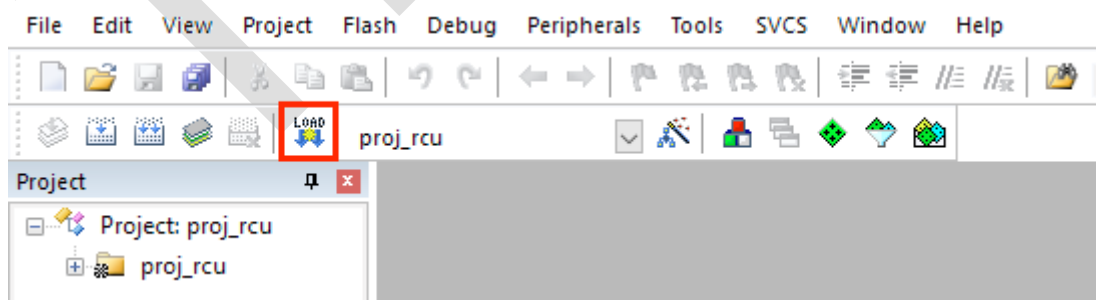 File Edit View Project Flash Debug Peripherals Tools SVCS Window Help
LOAD proj_rcu
Project
Project: proj_rcu
proj_rcu